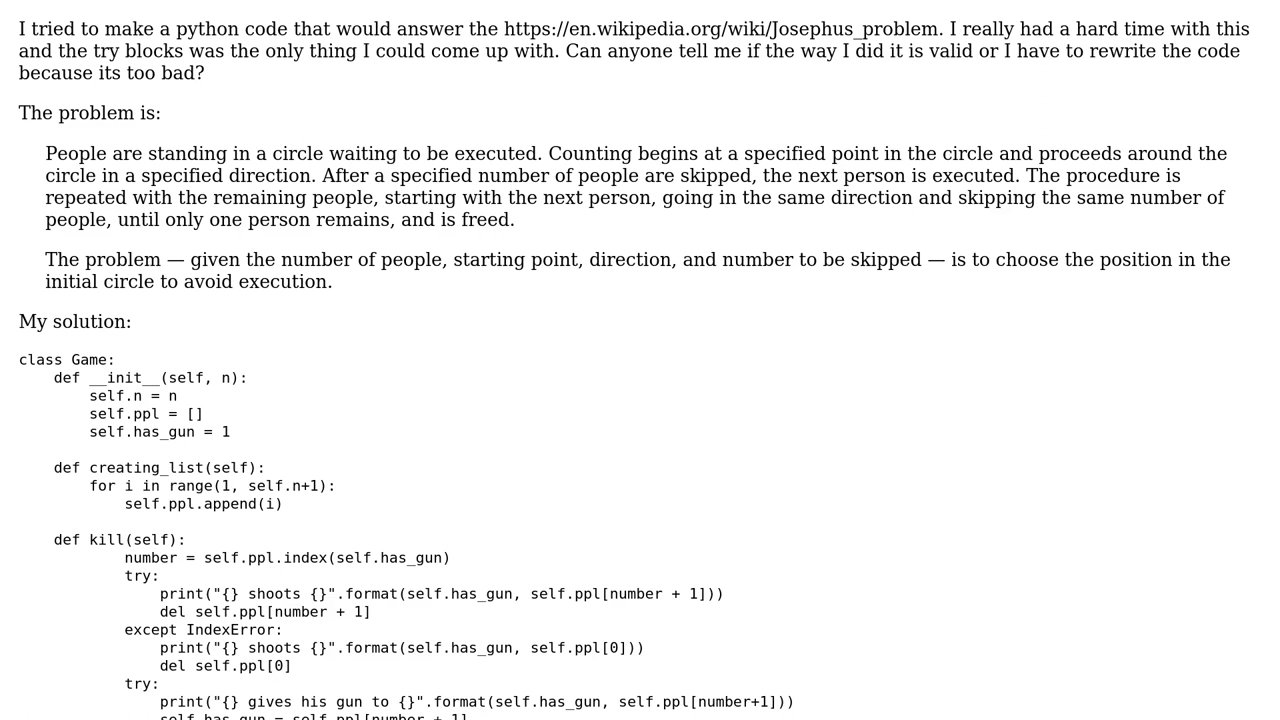 I tried to make a python code that would answer the https://en.wikipedia.org/wiki/Josephus_problem. I really had a hard time with this
and the try blocks was the only thing I could come up with. Can anyone tell me if the way I did it is valid or I have to rewrite the code
because its too bad?
The problem is:
People are standing in a circle waiting to be executed. Counting begins at a specified point in the circle and proceeds around the
circle in a specified direction. After a specified number of people are skipped, the next person is executed. The procedure is
repeated with the remaining people, starting with the next person, going in the same direction and skipping the same number of
people, until only one person remains, and is freed.
The problem — given the number of people, starting point, direction, and number to be skipped — is to choose the position in the
initial circle to avoid execution.
My solution:
class Game:
    def __init__(self, n):
        self.n = n
        self.ppl = []
        self.has_gun = 1
    def creating_list(self):
        for i in range(1, self.n+1):
            self.ppl.append(i)
    def kill(self):
            number = self.ppl.index(self.has_gun)
            try:
                print("{} shoots {}".format(self.has_gun, self.ppl[number + 1]))
                del self.ppl[number + 1]
            except IndexError:
                print("{} shoots {}".format(self.has_gun, self.ppl[0]))
                del self.ppl[0]
            try:
                print("{} gives his gun to {}".format(self.has_gun, self.ppl[number+1]))
                self.has_gun = self.ppl[number + 1]